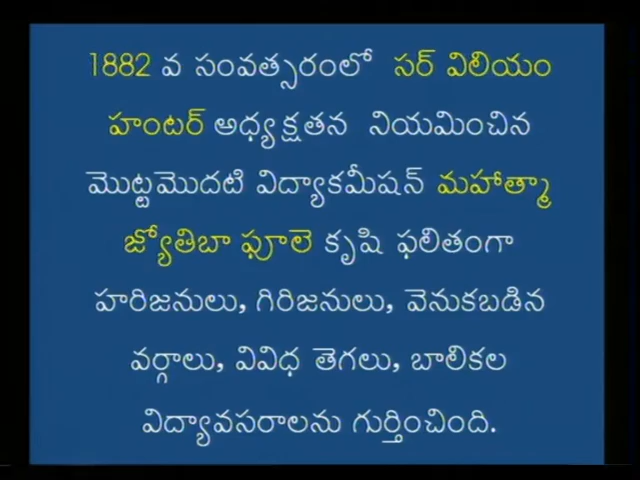 1882 వ సంవత్సరంలో సర్ విలియం
హంటర్ అధ్యక్షతన నియమించిన
మొట్టమొదటి విద్యాకమీషన్ మహాత్మా
జ్యోతిబా ఫూలె కృషి ఫలితంగా
హరిజనులు, గిరిజనులు, వెనుకబడిన
వర్గాలు, వివిధ తెగలు, బాలికల
విద్యావసరాలను గుర్తించింది.